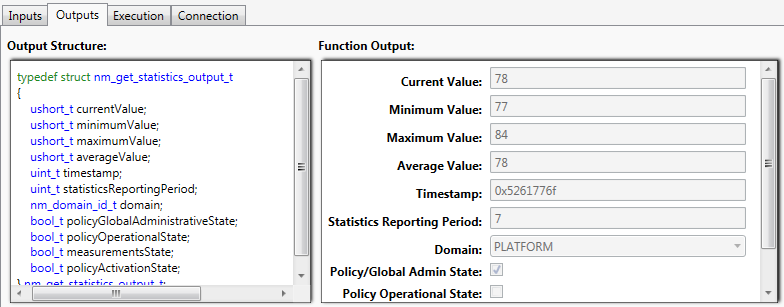 Inputs
Outputs
Execution
Connection
Output Structure:
typedef struct nm_get_statistics_output_t
{
ushort_t currentValue;
ushort_t minimumValue;
ushort_t maximumValue;
ushort_t averageValue;
uint_t timestamp;
uint_t statisticsReportingPeriod;
nm_domain_id_t domain;
bool_t policyGlobalAdministrativeState;
bool_t policyOperationalState;
bool_t measurementsState;
bool_t policyActivationState;
} nm_get_statistics_output_t;
Function Output:
Current Value: 78
Minimum Value: 77
Maximum Value: 84
Average Value: 78
Timestamp: 0x5261776f
Statistics Reporting Period: 7
Domain: PLATFORM
Policy/Global Admin State:
Policy Operational State: